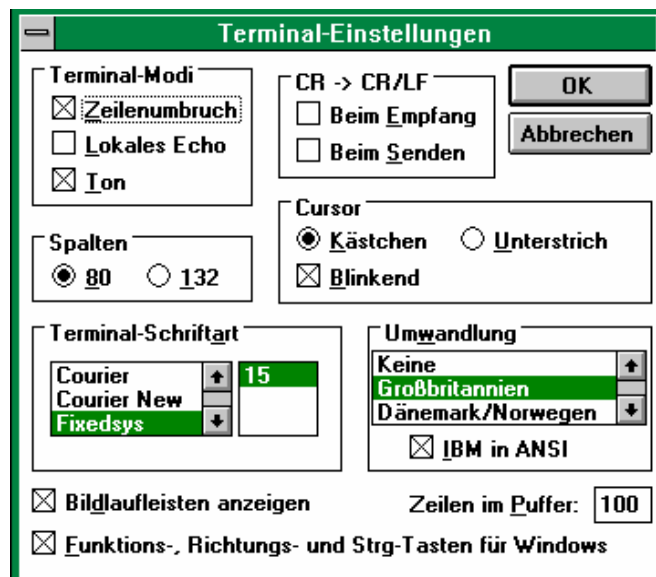 Terminal-Einstellungen
Terminal-Modi
Zeilenumbruch
Lokales Echo
Ton
CR -> CR/LF
Beim Empfang
Beim Senden
OK
Abbrechen
Spalten
80 132
Cursor
Kästchen Unterstrich
Blinkend
Terminal-Schriftart
Courier
Courier New
Fixedsys
15
Umwandlung
Keine
Großbritannien
Dänemark/Norwegen
IBM in ANSI
Bildlaufleisten anzeigen
Zeilen im Puffer: 100
Funktions-, Richtungs- und Strg-Tasten für Windows